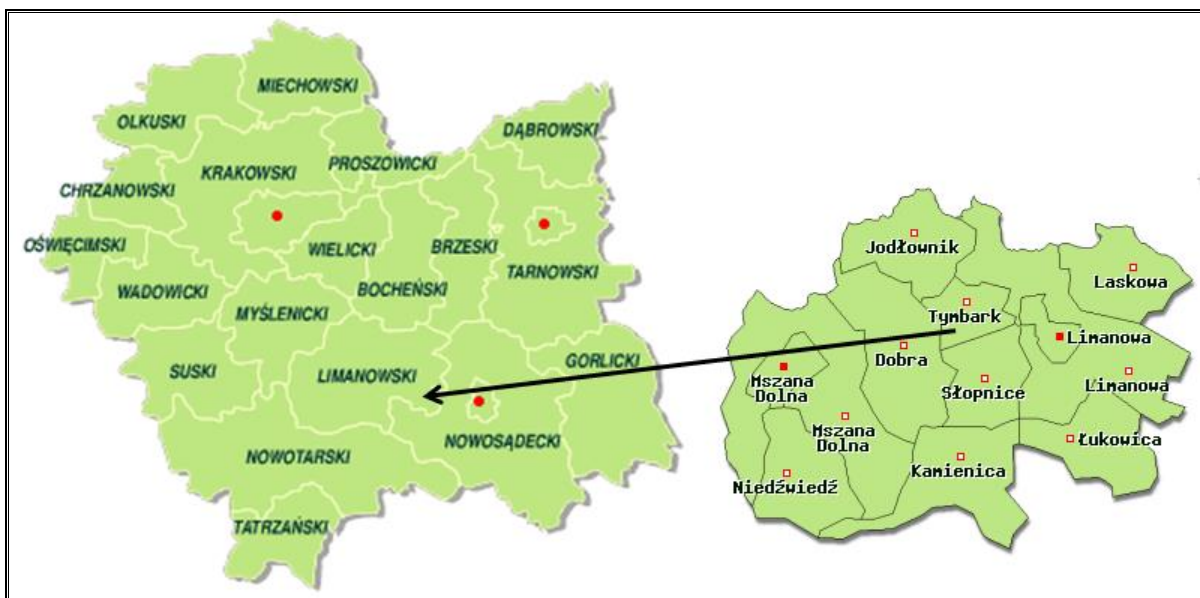 MIECHOWSKI
OLKUSKI
DĄBROWSKI
PROSZOWICKI
KRAKOWSKI
CHRZANOWSKI
OŚWIĘCIMSKI
WIELICKI
BRZESKI
TARNOWSKI
WADOWICKI
BOCHEŃSKI
MYŚLENICKI
SUSKI
LIMANOWSKI
GORLICKI
NOWOSĄDECKI
NOWOTARSKI
TATRZAŃSKI
Jodłownik
Laskowa
Tymbark
Limanowa
Dobra
Mszana
Dolna
Słopnice
Limanowa
Mszana
Dolna
Łukowica
Kamienica
Niedźwiedź